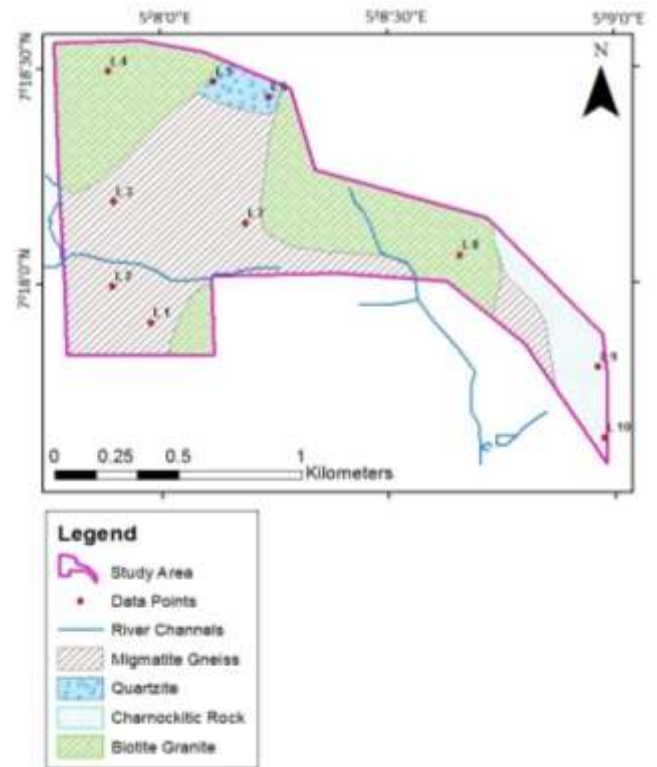 5°8'0"E 5°8'30"E 5°9'0"E
N
7°18'30"N
L4
L5
L6
L3
L7
L8
7°18'0"N
L2
L1
L9
L10
0 0.25 0.5 1
Kilometers
Legend
Study Area
Data Points
River Channels
Migmatite Gneiss
Quartzite
Charnockitic Rock
Biotite Granite